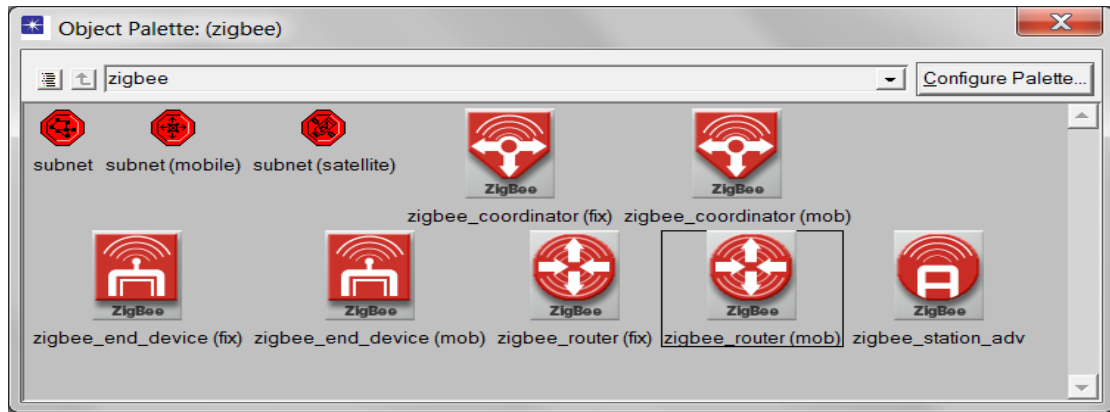 Object Palette: (zigbee)
zigbee
Configure Palette...
subnet subnet (mobile) subnet (satellite)
ZigBee ZigBee
zigbee_coordinator (fix) zigbee_coordinator (mob)
ZigBee ZigBee ZigBee ZigBee ZigBee
zigbee_end_device (fix) zigbee_end_device (mob) zigbee_router (fix) zigbee_router (mob) zigbee_station_adv